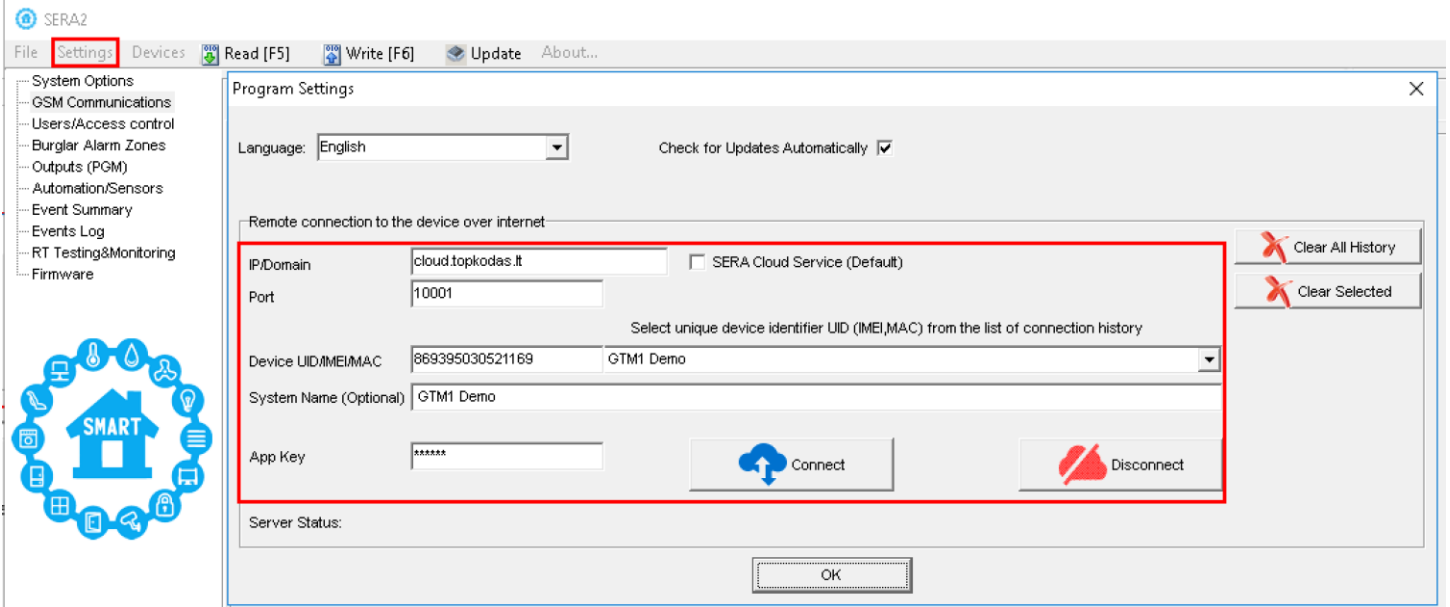 SERA2
File Settings Devices Read [F5] Write [F6] Update About...
System Options
GSM Communications
Users/Access control
Burglar Alarm Zones
Outputs (PGM)
Automation/Sensors
Event Summary
Events Log
RT Testing&Monitoring
Firmware
SMART
Program Settings
Language: English Check for Updates Automatically
Remote connection to the device over internet
IP/Domain cloud.topkodas.lt SERA Cloud Service (Default)
Port 10001
Select unique device identifier UID (IMEI,MAC) from the list of connection history
Device UID/IMEI/MAC 869395030521169 GTM1 Demo
System Name (Optional) GTM1 Demo
App Key ****** Connect Disconnect
Server Status:
Clear All History
Clear Selected
OK